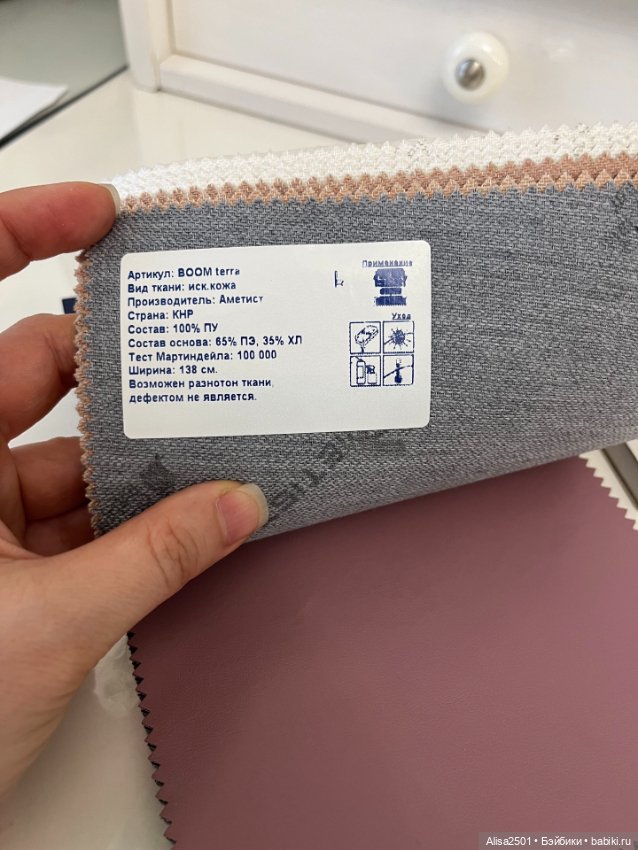 Артикул: BOOM terra
Вид ткани: иск.кожа
Производитель: Аметист
Страна: КНР
Состав: 100% ПУ
Состав основа: 65% ПЭ, 35% ХЛ
Тест Мартиндейла: 100 000
Ширина: 138 см.
Возможен разнотон ткани,
дефектом не является.
Применение
Уход
Alisa2501 • Бэйбики • babiki.ru